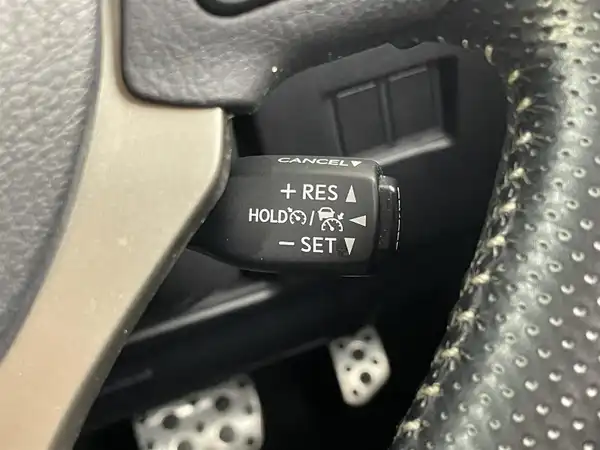 CANCEL▼
+ RES ▲
HOLD / ◀
− SET ▼